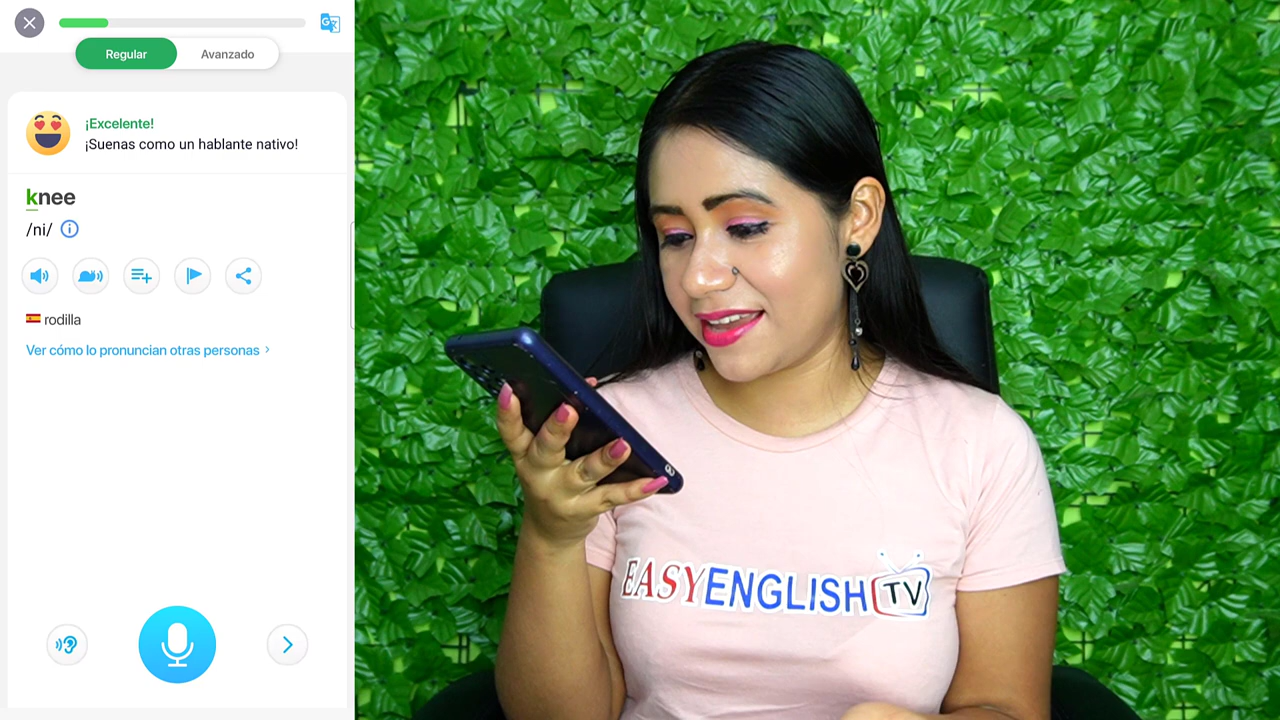 Regular
Avanzado
¡Excelente!
¡Suenas como un hablante nativo!
knee
/ni/
rodilla
Ver cómo lo pronuncian otras personas
EASYENGLISH TV